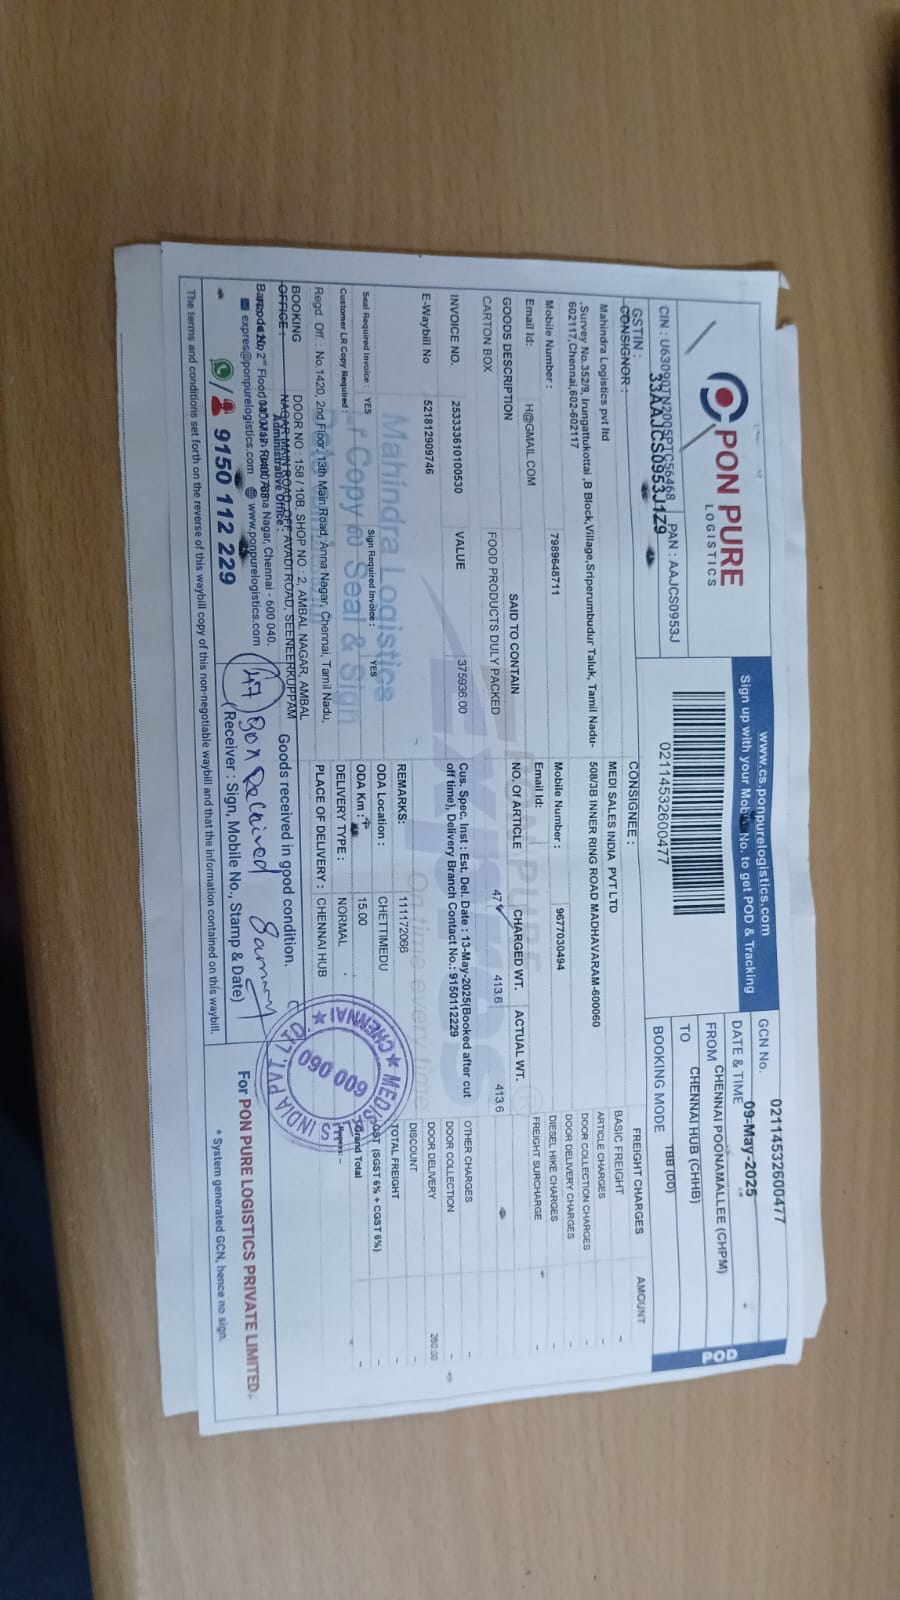 PON PURE
LOGISTICS
www.cs.ponpurelogistics.com
Sign up with your Mobile No. to get POD & Tracking
GCN No. 02114532600477
DATE & TIME 09-May-2025
FROM CHENNAI POONAMALLEE (CHPM)
TO CHENNAI HUB (CHHB)
BOOKING MODE TBB (DD)
POD
02114532600477
CIN : U63090TN2005PTC656468 PAN : AAJCS0953J
GSTIN : 33AAJCS0953J1Z9
CONSIGNOR :
Mahindra Logistics pvt ltd
,Survey No.352/9, Irungattukottai ,B Block,Village,Sriperumbudur Taluk, Tamil Nadu-
602117,Chennai,602-602117
Mobile Number : 7989648711
Email Id: H@GMAIL.COM
CONSIGNEE :
MEDI SALES INDIA PVT LTD
508/3B INNER RING ROAD MADHAVARAM-600060
Mobile Number : 9677030494
Email Id:
GOODS DESCRIPTION SAID TO CONTAIN NO. OF ARTICLE CHARGED WT. ACTUAL WT.
CARTON BOX FOOD PRODUCTS DULY PACKED 47 413.6 413.6
INVOICE NO. 253333610100530 VALUE 375936.00
Cus. Spec. Inst : Est. Del. Date : 13-May-2025(Booked after cut
off time), Delivery Branch Contact No.: 9150112229
E-Waybill No 521812909746
REMARKS: 111172066
ODA Location : CHETTIMEDU
ODA Km : 15.00
DELIVERY TYPE : NORMAL
PLACE OF DELIVERY : CHENNAI HUB
Seal Required Invoice : YES Sign Required Invoice : YES
Customer LR Copy Required :
Mahindra Logistics
Lr Copy on Seal & Sign
FREIGHT CHARGES AMOUNT
BASIC FREIGHT -
ARTICLE CHARGES -
DOOR COLLECTION CHARGES -
DOOR DELIVERY CHARGES -
DIESEL HIKE CHARGES -
FREIGHT SURCHARGE -
OTHER CHARGES -
DOOR COLLECTION -
DOOR DELIVERY 260.00
DISCOUNT -
TOTAL FREIGHT -
GST (SGST 6% + CGST 6%) -
Grand Total -
Regd. Off. : No.1420, 2nd Floor, 13th Main Road, Anna Nagar, Chennai, Tamil Nadu,
BOOKING OFFICE : DOOR NO : 158 / 10B, SHOP NO : 2, AMBAL NAGAR, AMBAL
NAGAR MAIN ROAD, OFF AVADI ROAD, SEENEERKUPPAM
Administrative Office :
Anna Nagar, Chennai - 600 040.
expres@ponpurelogistics.com www.ponpurelogistics.com
9150 112 229
Goods received in good condition.
47 Box Received
(Receiver : Sign, Mobile No., Stamp & Date)
MEDI SALES INDIA PVT. LTD.
CHENNAI
600 060
For PON PURE LOGISTICS PRIVATE LIMITED.
* System generated GCN, hence no sign.
The terms and conditions set forth on the reverse of this waybill copy of this non-negotiable waybill and that the information contained on this waybill.